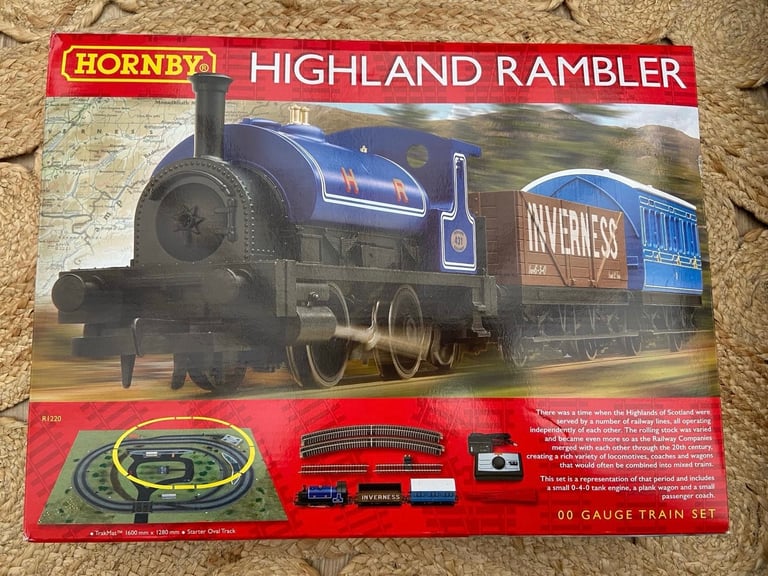 HORNBY®
HIGHLAND RAMBLER
INVERNESS
H R
431
INVERNESS
R1220
INVERNESS
• TrakMat™ 1600 mm x 1280 mm • Starter Oval Track
There was a time when the Highlands of Scotland were
served by a number of railway lines, all operating
independently of each other. The rolling stock was varied
and became even more so as the Railway Companies
merged with each other through the 20th century,
creating a rich variety of locomotives, coaches and wagons
that would often be combined into mixed trains.
This set is a representation of that period and includes
a small 0-4-0 tank engine, a plank wagon and a small
passenger coach.
00 GAUGE TRAIN SET